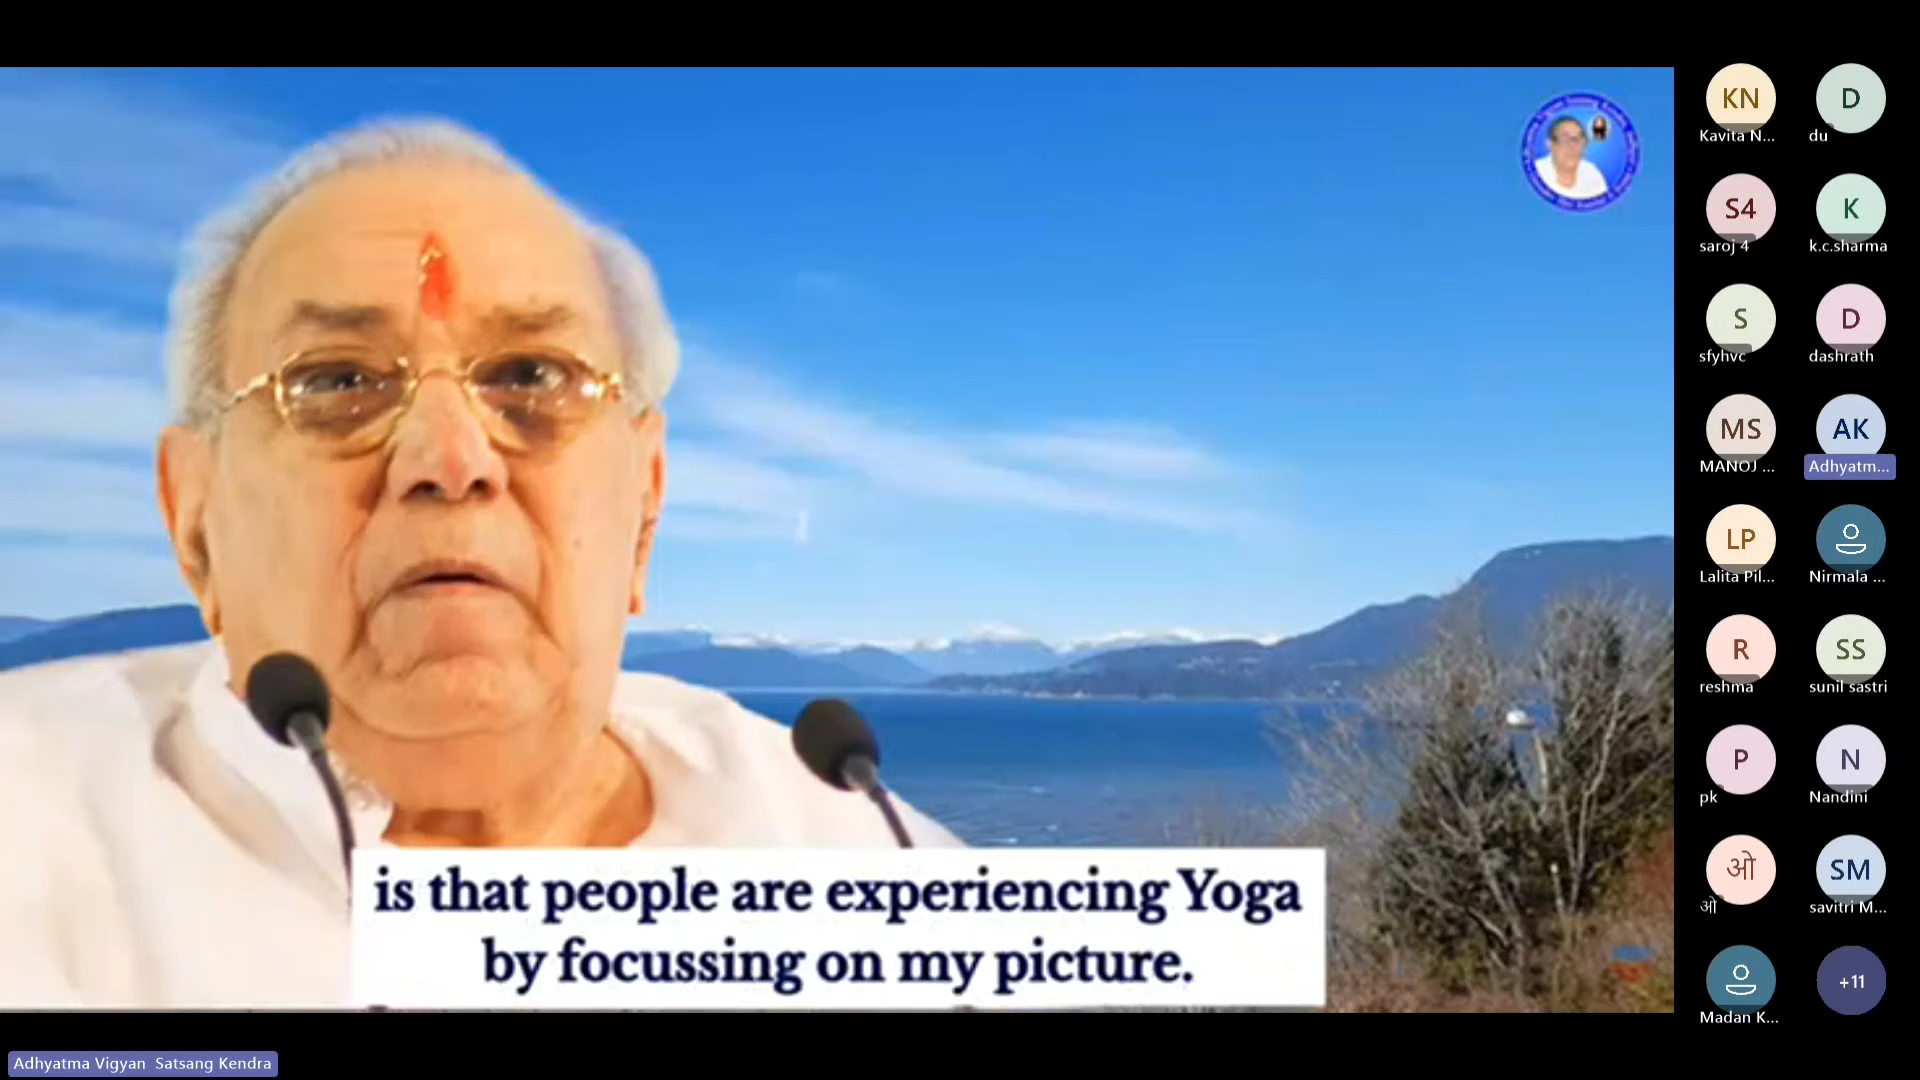 is that people are experiencing Yoga
by focussing on my picture.
KN
Kavita N...
D
du
S4
saroj 4
K
k.c.sharma
S
sfyhvc
D
dashrath
MS
MANOJ ...
AK
Adhyatm...
LP
Lalita Pil...
Nirmala ...
R
reshma
SS
sunil sastri
P
pk
N
Nandini
ओ
ओ
SM
savitri M...
Madan K...
+11
Adhyatma Vigyan Satsang Kendra